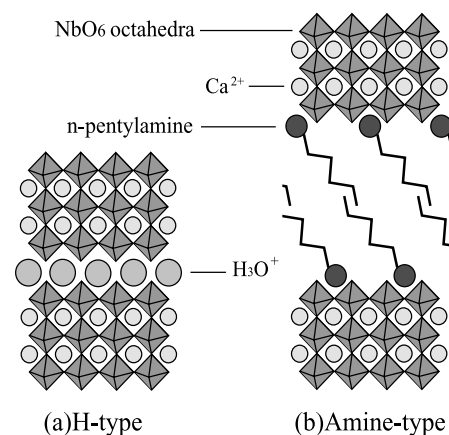 NbO6 octahedra
Ca2+
n-pentylamine
H3O+
(a)H-type
(b)Amine-type